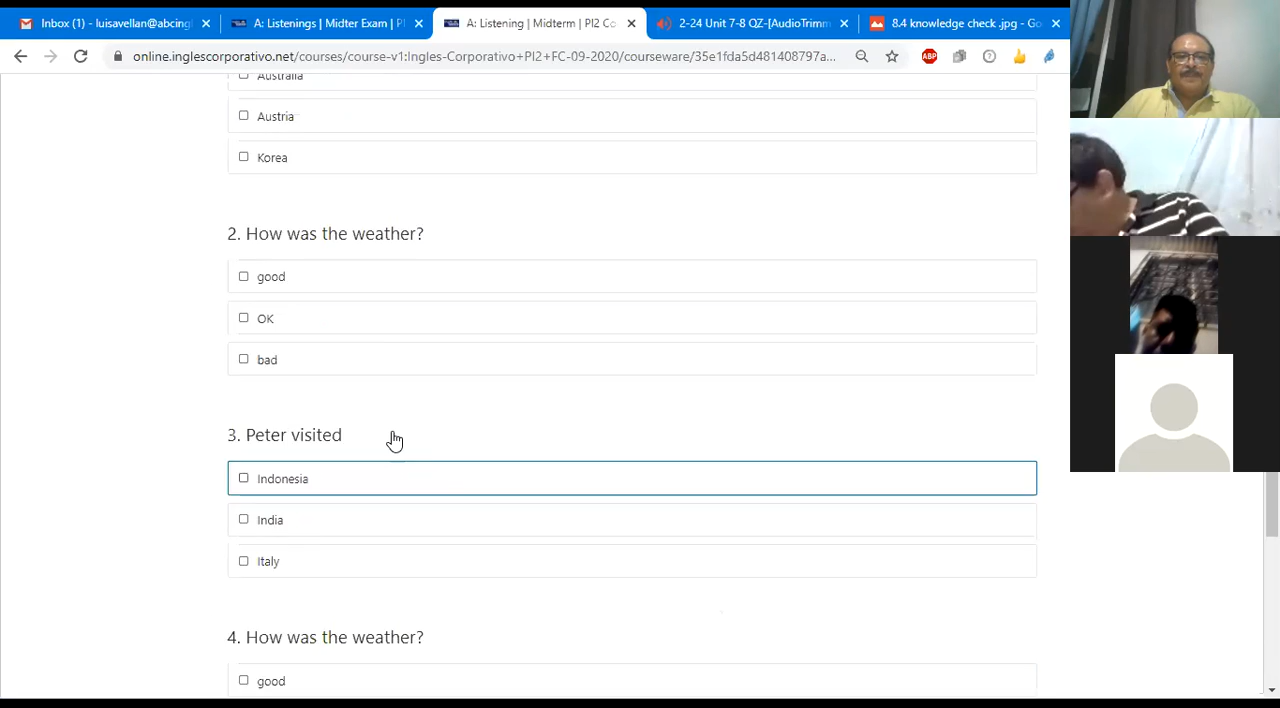 Inbox (1) - luisavellan@abcing
A: Listenings | Midter Exam | P
A: Listening | Midterm | PI2 Co
2-24 Unit 7-8 QZ-[AudioTrimm
8.4 knowledge check .jpg - Go
online.inglescorporativo.net/courses/course-v1:Ingles-Corporativo+PI2+FC-09-2020/courseware/35e1fda5d481408797a...
ABP
Australia
Austria
Korea
2. How was the weather?
good
OK
bad
3. Peter visited
Indonesia
India
Italy
4. How was the weather?
good